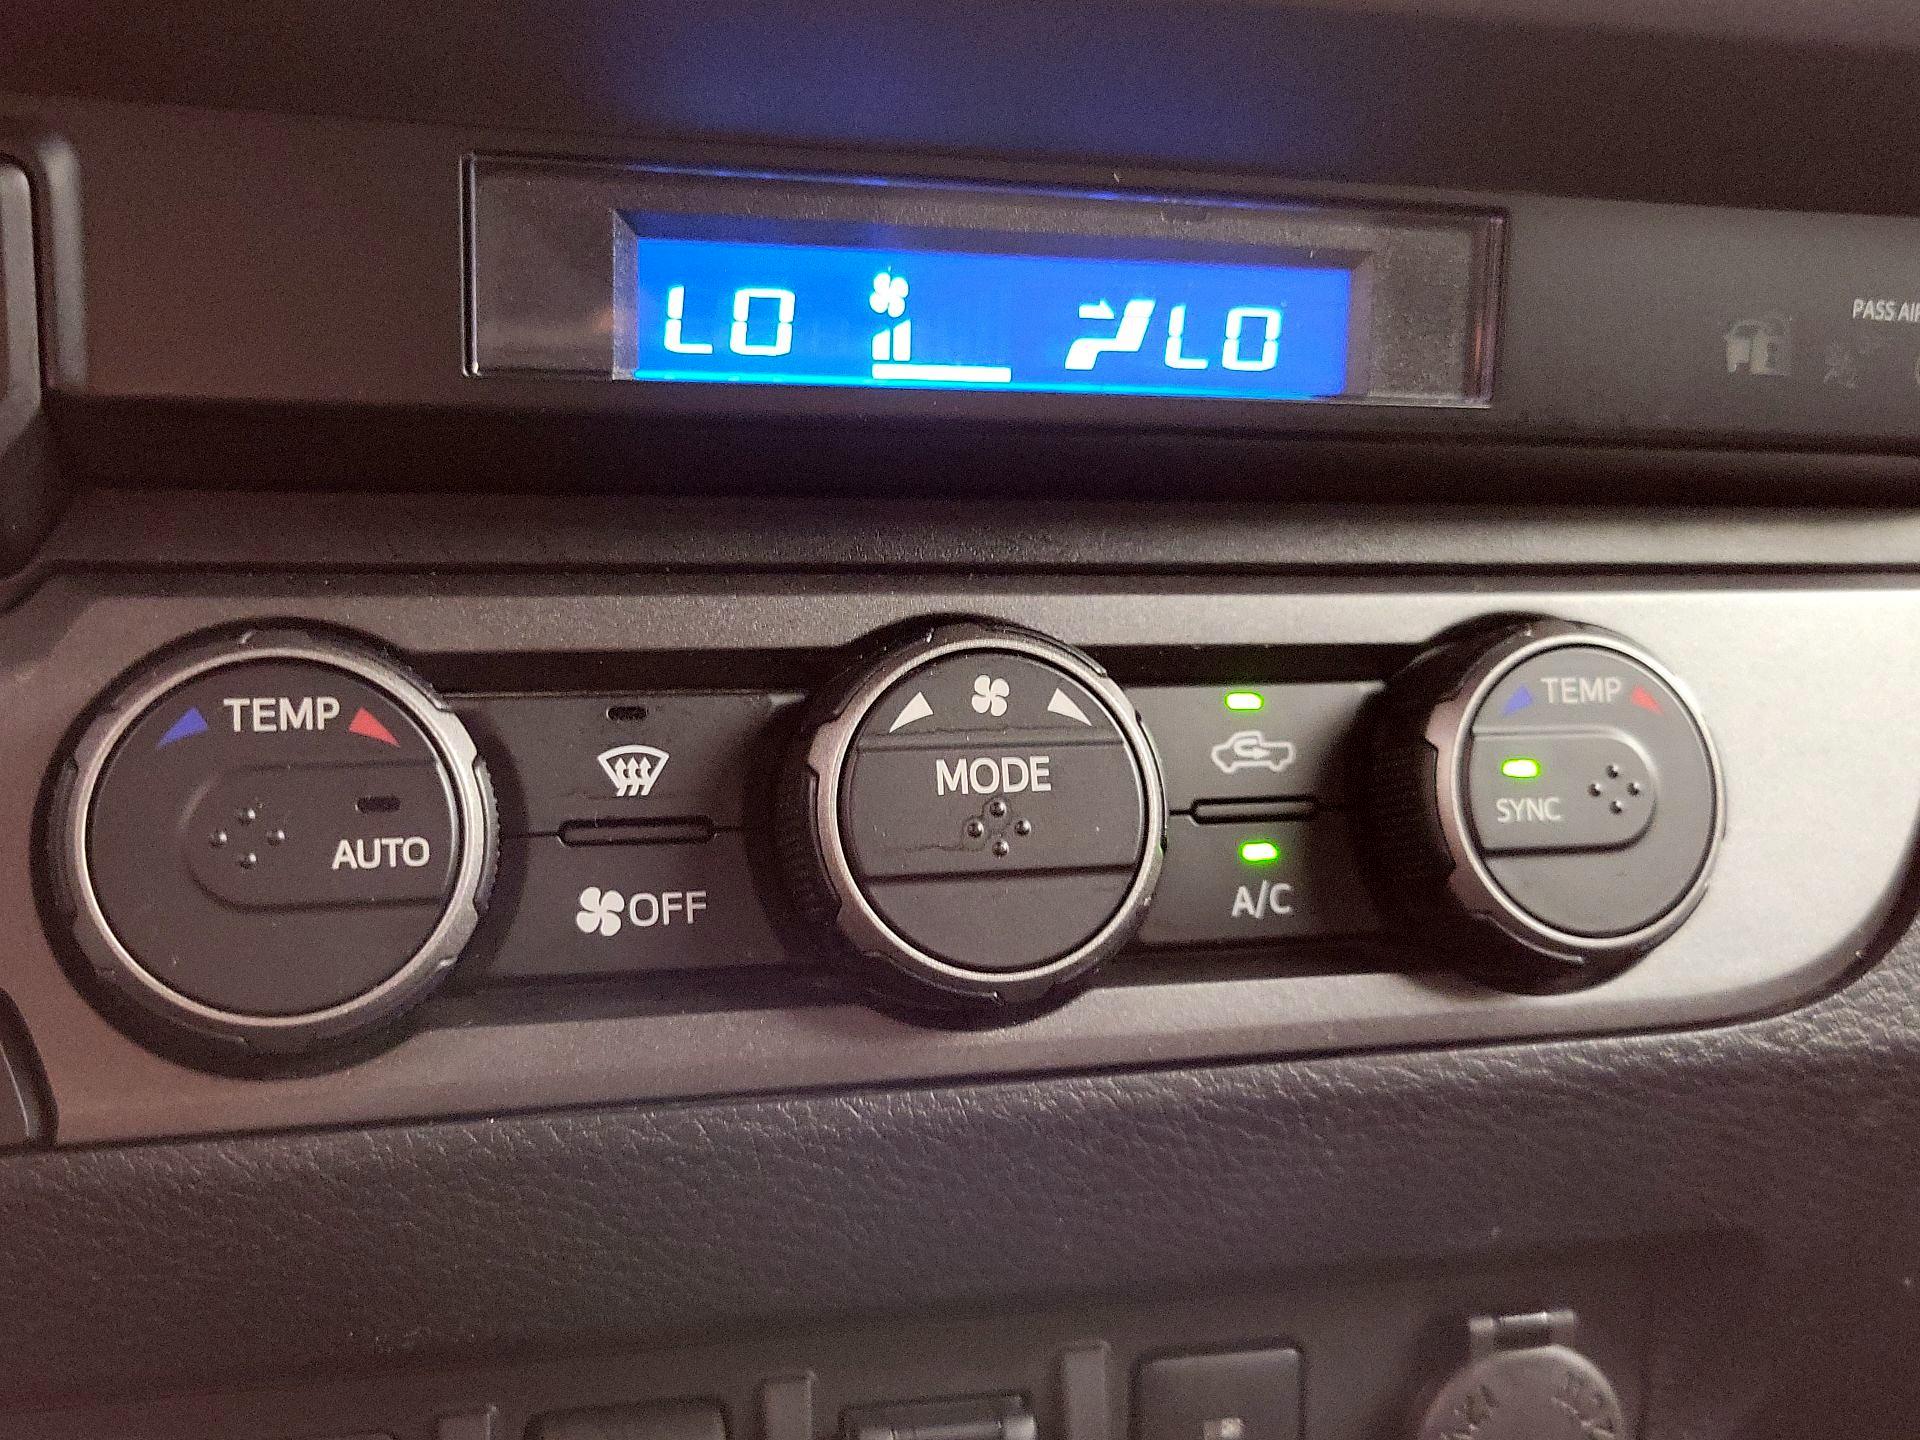 LO LO
PASS AIR
TEMP
AUTO
OFF
MODE
A/C
TEMP
SYNC